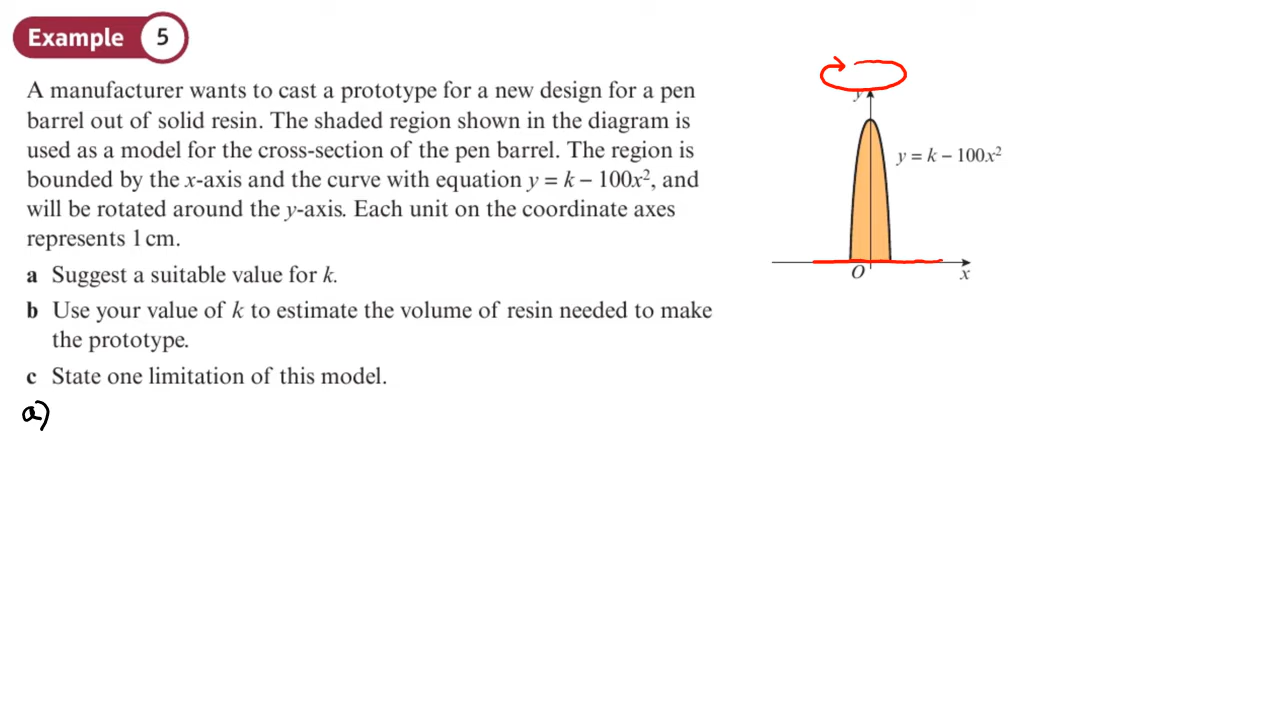 Example 5
A manufacturer wants to cast a prototype for a new design for a pen
barrel out of solid resin. The shaded region shown in the diagram is
used as a model for the cross-section of the pen barrel. The region is
bounded by the x-axis and the curve with equation y = k – 100x², and
will be rotated around the y-axis. Each unit on the coordinate axes
represents 1 cm.
a Suggest a suitable value for k.
b Use your value of k to estimate the volume of resin needed to make
the prototype.
c State one limitation of this model.
a)
y
y = k – 100x²
O
x